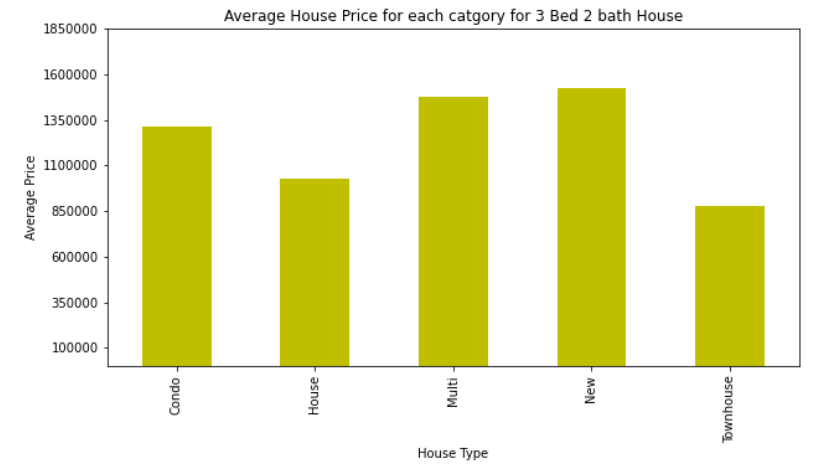 Average House Price for each catgory for 3 Bed 2 bath House
1850000
1600000
1350000
1100000
850000
600000
350000
100000
Average Price
Condo
House
Multi
New
Townhouse
House Type